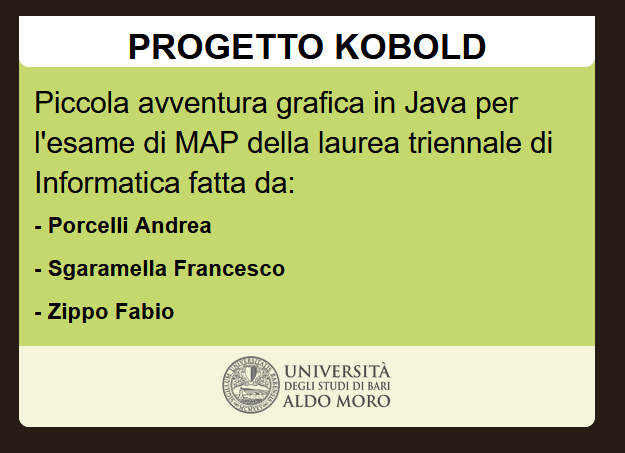 PROGETTO KOBOLD
Piccola avventura grafica in Java per
l'esame di MAP della laurea triennale di
Informatica fatta da:
- Porcelli Andrea
- Sgaramella Francesco
- Zippo Fabio
UNIVERSITÀ
DEGLI STUDI DI BARI
ALDO MORO